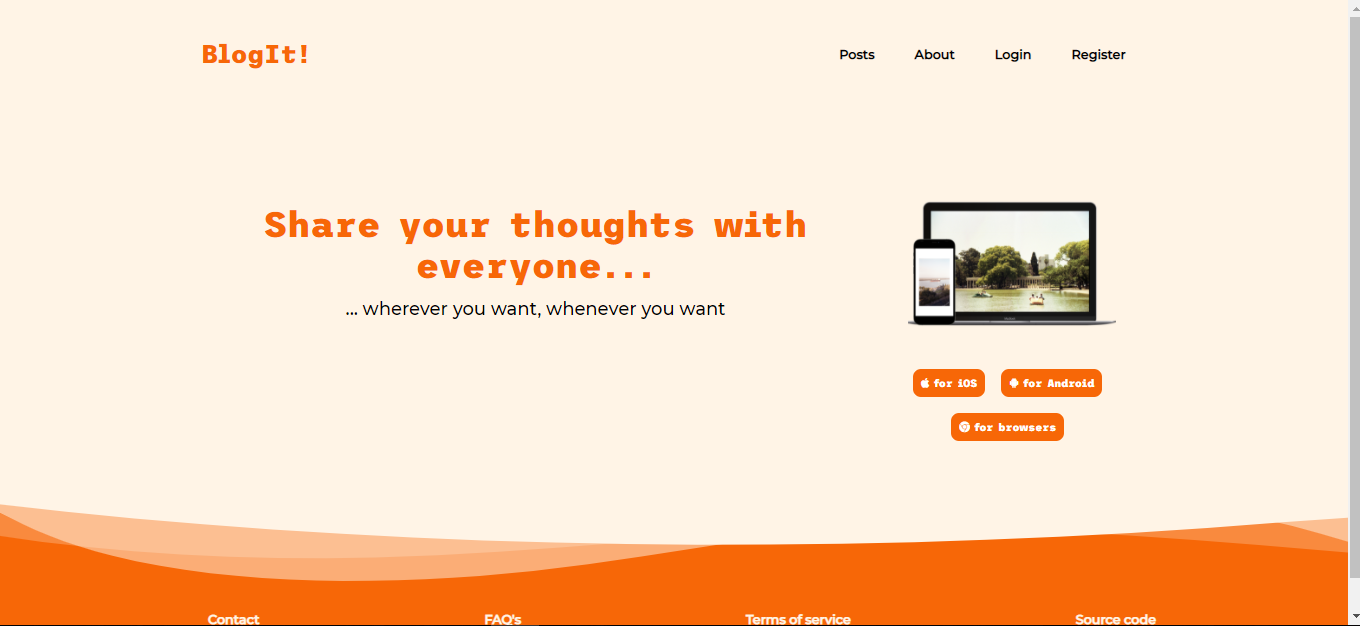 BlogIt!
Posts About Login Register
Share your thoughts with
everyone...
... wherever you want, whenever you want
for iOS for Android
for browsers
Contact FAQ's Terms of service Source code